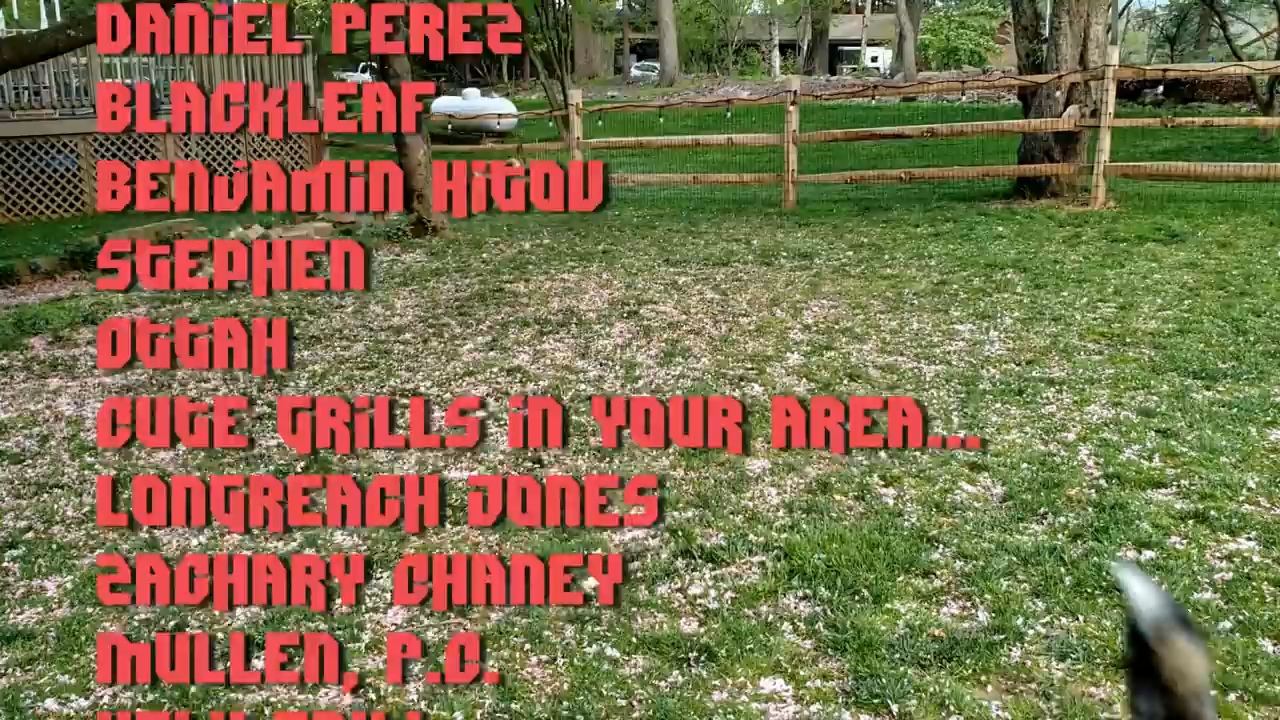 DANiEL PEREZ
BLACKLEAF
BENJAMiN HitOV
StEPHEN
OttAH
CUtE GRiLLS iN YOUR AREA...
LONGREACH JONES
ZACHARY CHANEY
MULLEN, P.C.